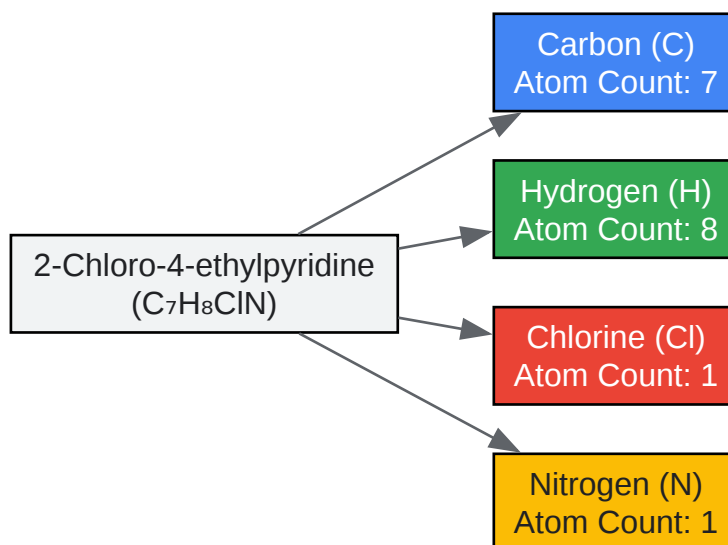 Carbon (C)
Atom Count: 7
Hydrogen (H)
Atom Count: 8
2-Chloro-4-ethylpyridine
(C₇H₈ClN)
Chlorine (Cl)
Atom Count: 1
Nitrogen (N)
Atom Count: 1